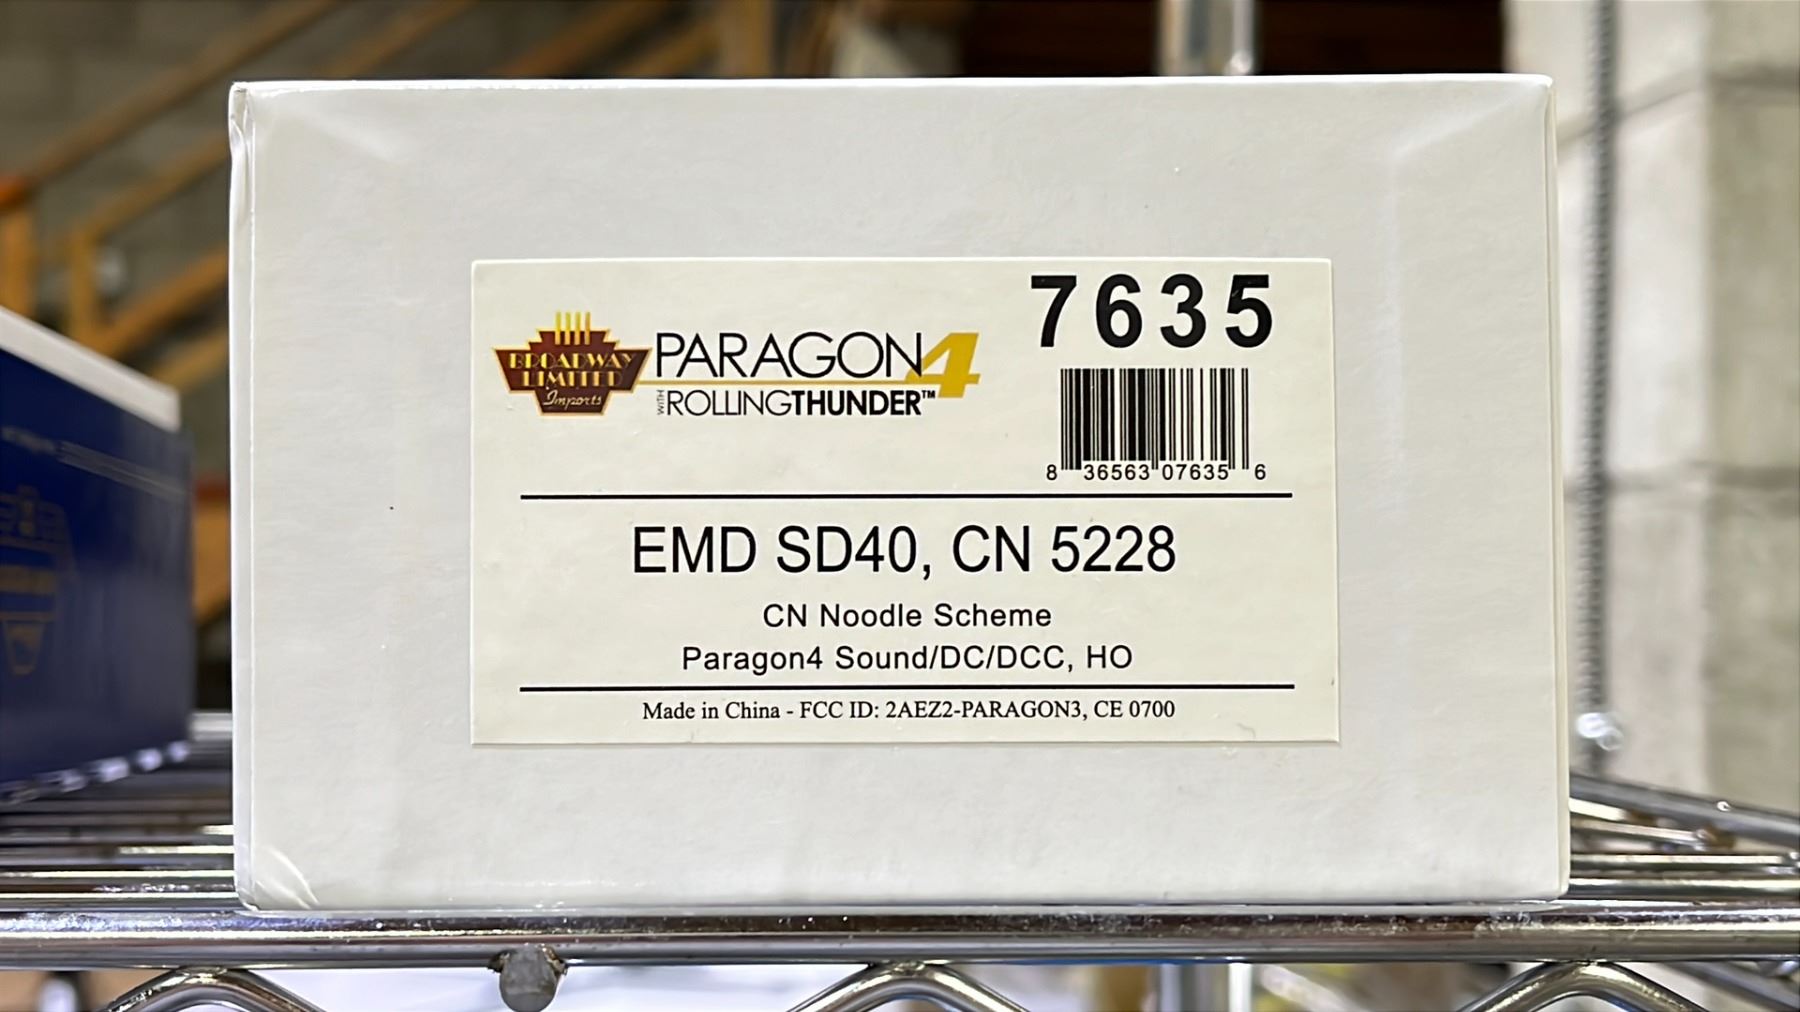 BROADWAY
LIMITED
Imports
PARAGON4
WITH ROLLINGTHUNDER™
7635
8 36563 07635 6
EMD SD40, CN 5228
CN Noodle Scheme
Paragon4 Sound/DC/DCC, HO
Made in China - FCC ID: 2AEZ2-PARAGON3, CE 0700